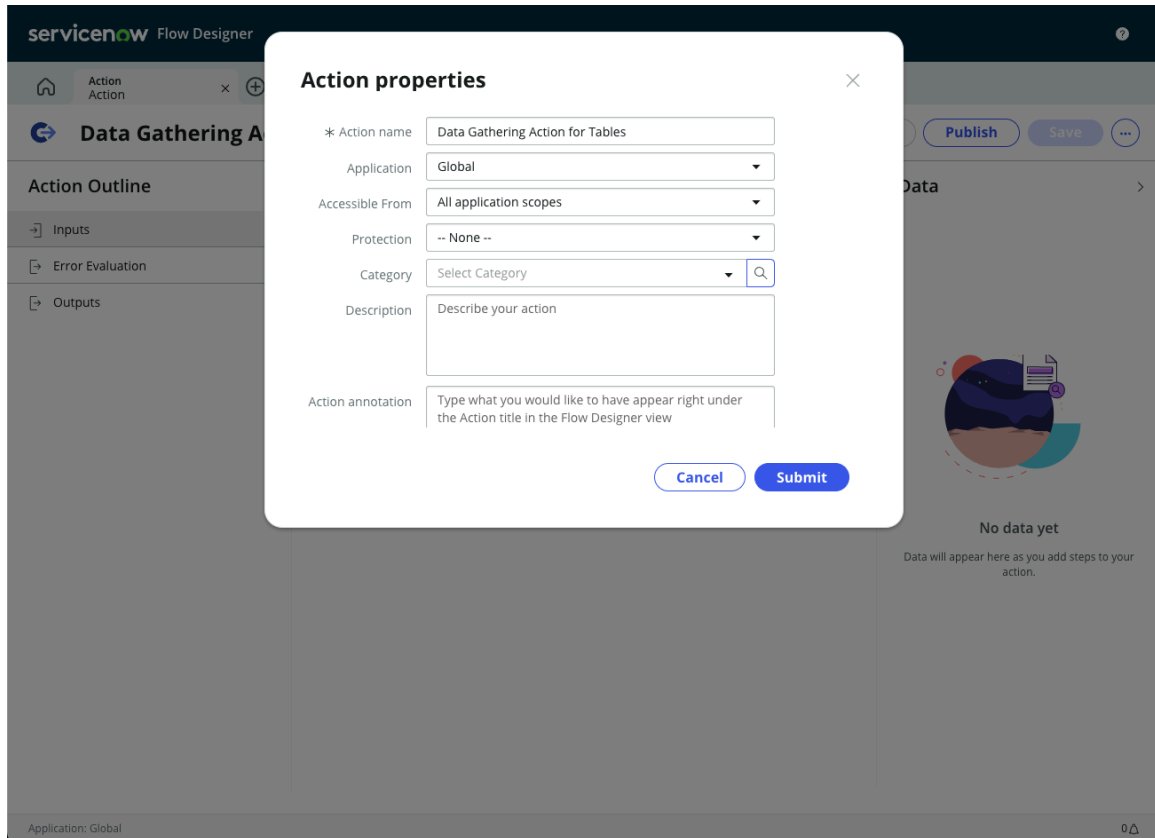 servicenow Flow Designer
Action
Action
Data Gathering A
Publish
Save
Action Outline
Inputs
Error Evaluation
Outputs
Action properties
* Action name
Data Gathering Action for Tables
Application
Global
Accessible From
All application scopes
Protection
-- None --
Category
Select Category
Description
Describe your action
Action annotation
Type what you would like to have appear right under
the Action title in the Flow Designer view
Cancel
Submit
Data
No data yet
Data will appear here as you add steps to your
action.
Application: Global
0